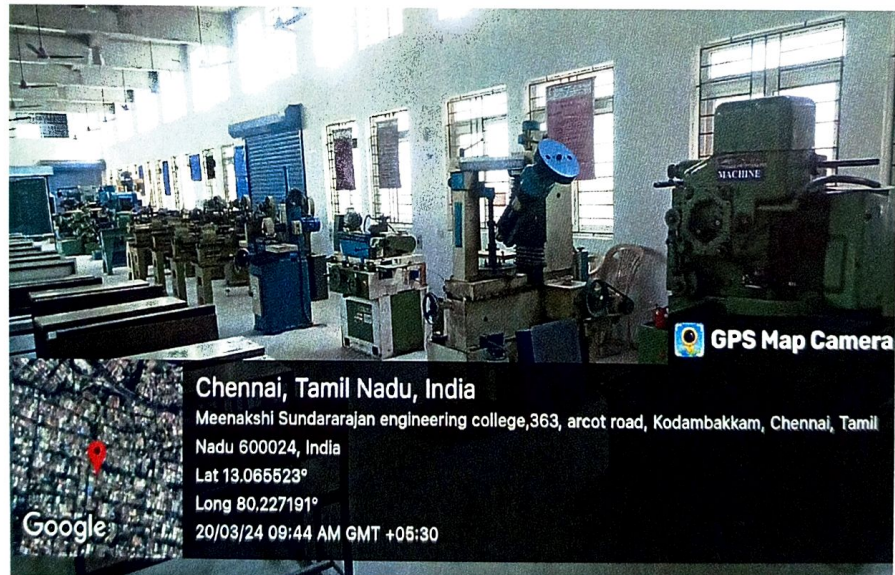 MACHINE
GPS Map Camera
Chennai, Tamil Nadu, India
Meenakshi Sundararajan engineering college,363, arcot road, Kodambakkam, Chennai, Tamil
Nadu 600024, India
Lat 13.065523°
Long 80.227191°
20/03/24 09:44 AM GMT +05:30
Google